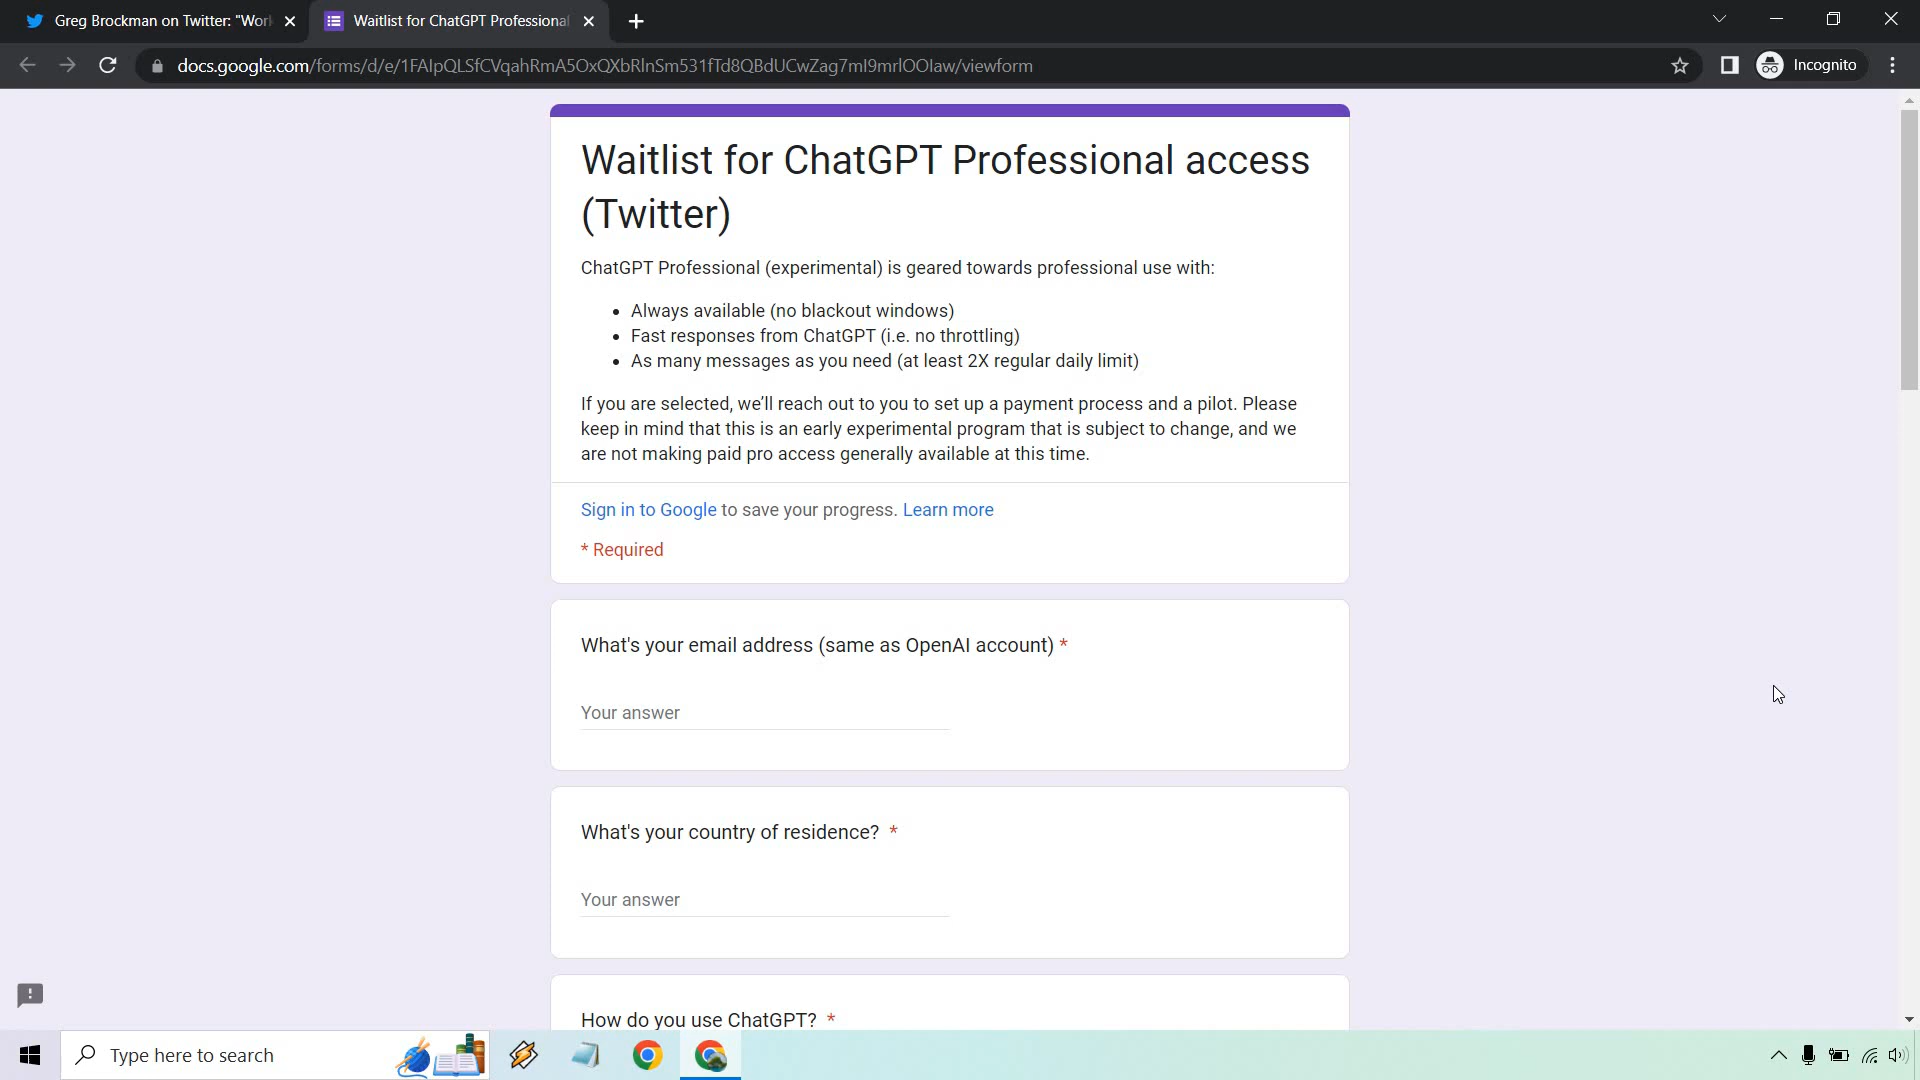 Greg Brockman on Twitter: "Wor
Waitlist for ChatGPT Professional
docs.google.com/forms/d/e/1FAIpQLSfCVqahRmA5OxQXbRlnSm531fTd8QBdUCwZag7ml9mrlOOIaw/viewform
Incognito
Waitlist for ChatGPT Professional access
(Twitter)
ChatGPT Professional (experimental) is geared towards professional use with:
• Always available (no blackout windows)
• Fast responses from ChatGPT (i.e. no throttling)
• As many messages as you need (at least 2X regular daily limit)
If you are selected, we’ll reach out to you to set up a payment process and a pilot. Please
keep in mind that this is an early experimental program that is subject to change, and we
are not making paid pro access generally available at this time.
Sign in to Google to save your progress. Learn more
* Required
What's your email address (same as OpenAI account) *
Your answer
What's your country of residence? *
Your answer
How do you use ChatGPT? *
Type here to search